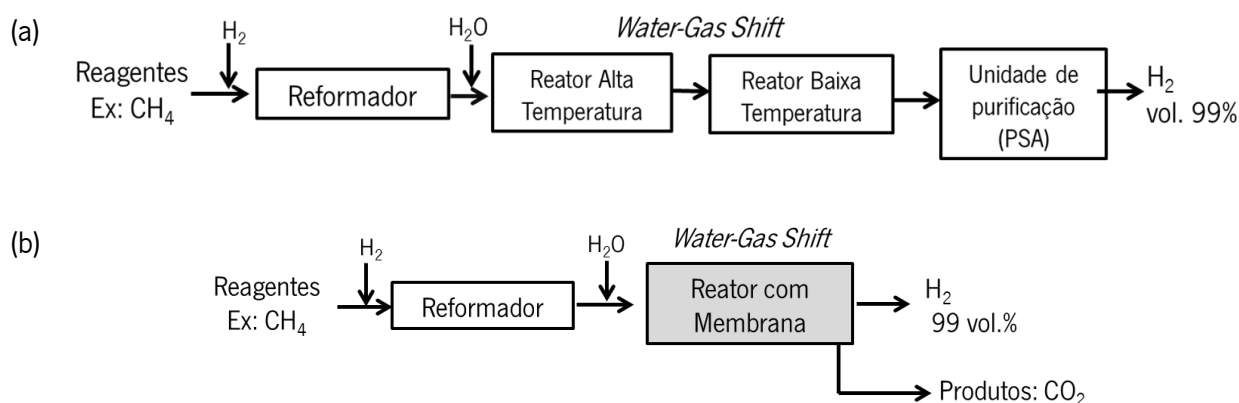 (a)
H₂
H₂O
Water-Gas Shift
Reagentes
Ex: CH₄
Reformador
Reator Alta
Temperatura
Reator Baixa
Temperatura
Unidade de
purificação
(PSA)
H₂
vol. 99%
(b)
H₂
H₂O
Water-Gas Shift
Reagentes
Ex: CH₄
Reformador
Reator com
Membrana
H₂
99 vol.%
Produtos: CO₂